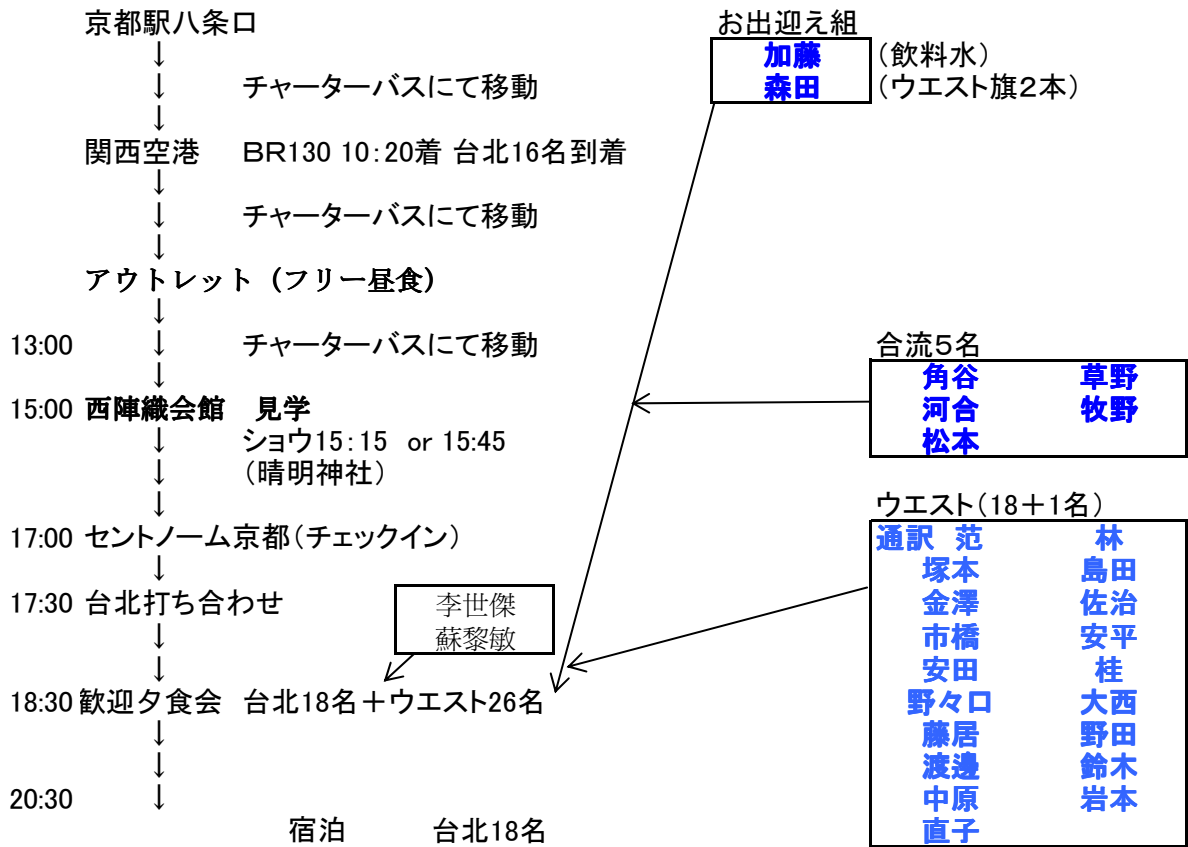 京都駅八条口
↓
↓ チャーターバスにて移動
↓
関西空港 BR130 10:20着 台北16名到着
↓
↓ チャーターバスにて移動
↓
アウトレット (フリー昼食)
↓
13:00 ↓ チャーターバスにて移動
↓
15:00 西陣織会館 見学
↓ ショウ15:15 or 15:45
↓ (晴明神社)
↓
17:00 セントノーム京都(チェックイン)
↓
17:30 台北打ち合わせ
↓
↓
18:30 歓迎夕食会 台北18名+ウエスト26名
↓
↓
20:30 ↓
宿泊 台北18名
李世傑
蘇黎敏
お出迎え組
加藤 (飲料水)
森田 (ウエスト旗2本)
合流5名
角谷 草野
河合 牧野
松本
ウエスト(18+1名)
通訳 范 林
塚本 島田
金澤 佐治
市橋 安平
安田 桂
野々口 大西
藤居 野田
渡邊 鈴木
中原 岩本
直子